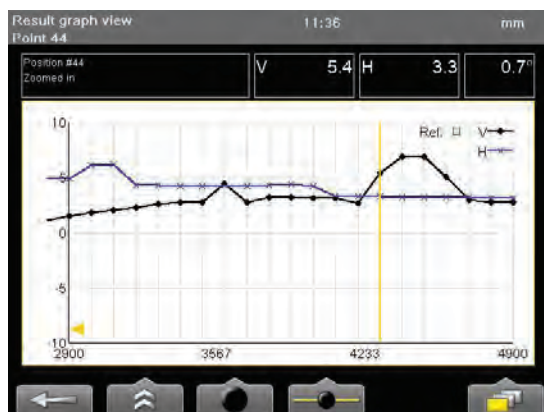 Result graph view 11:36 mm
Point 44
Position #44
Zoomed in
V 5.4 H 3.3 0.7°
10
5
0
-5
-10
Ref. V
H
2900 3567 4233 4900